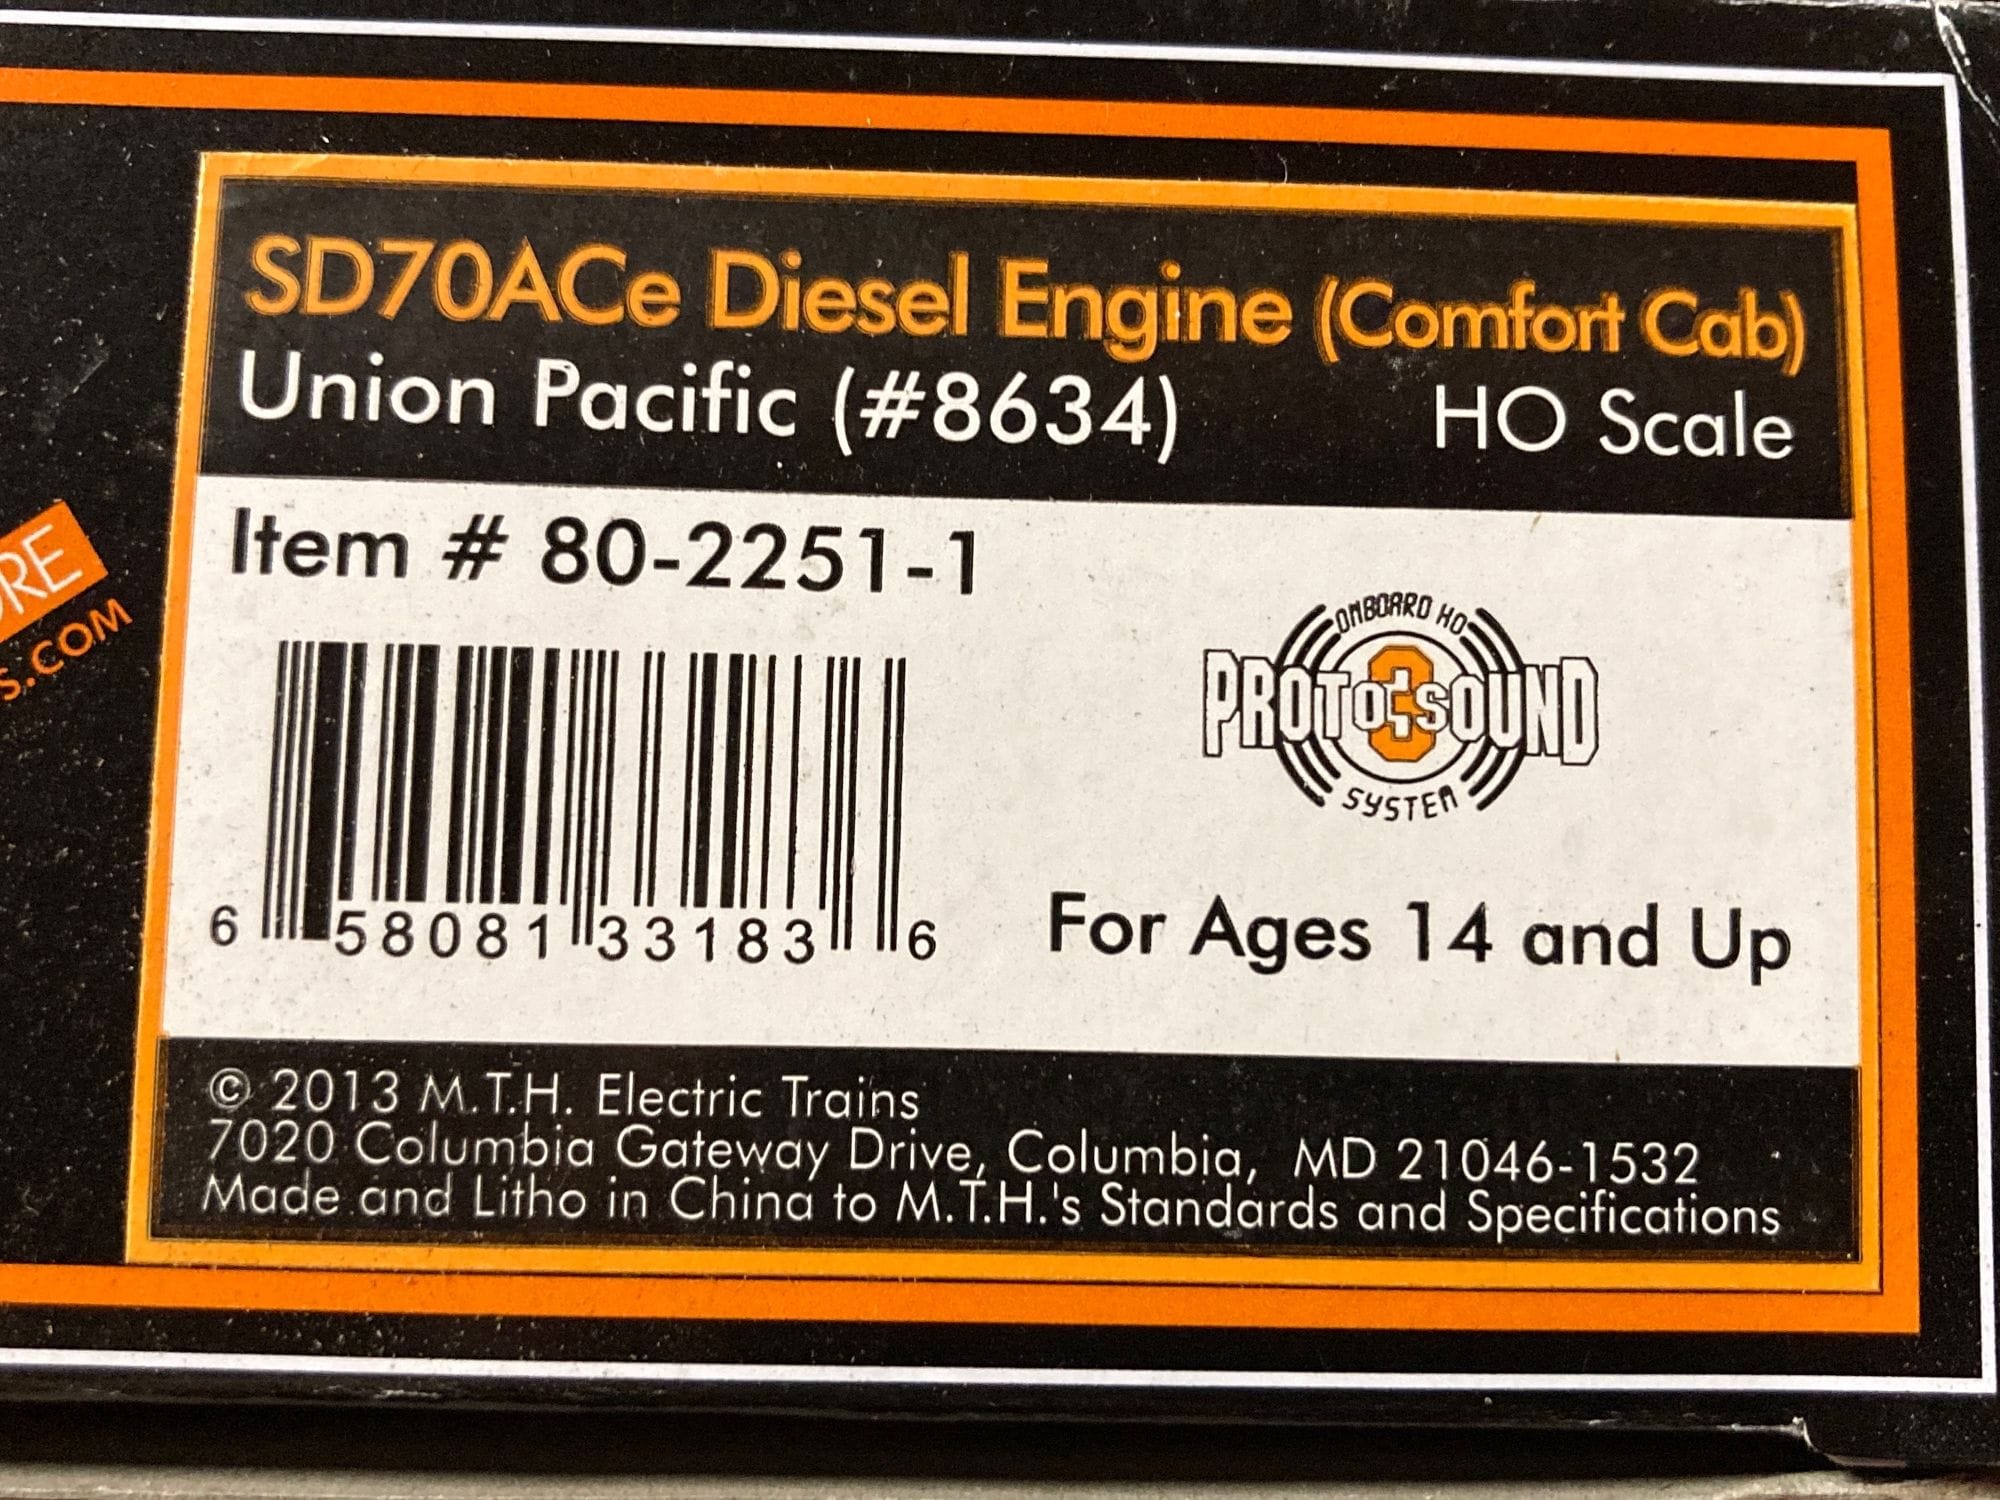 SD70ACe Diesel Engine (Comfort Cab)
Union Pacific (#8634) HO Scale
Item # 80-2251-1
ONBOARD HO
PROTO 3 SOUND
SYSTEM
6 58081 33183 6
For Ages 14 and Up
RE
S.COM
© 2013 M.T.H. Electric Trains
7020 Columbia Gateway Drive, Columbia, MD 21046-1532
Made and Litho in China to M.T.H.'s Standards and Specifications